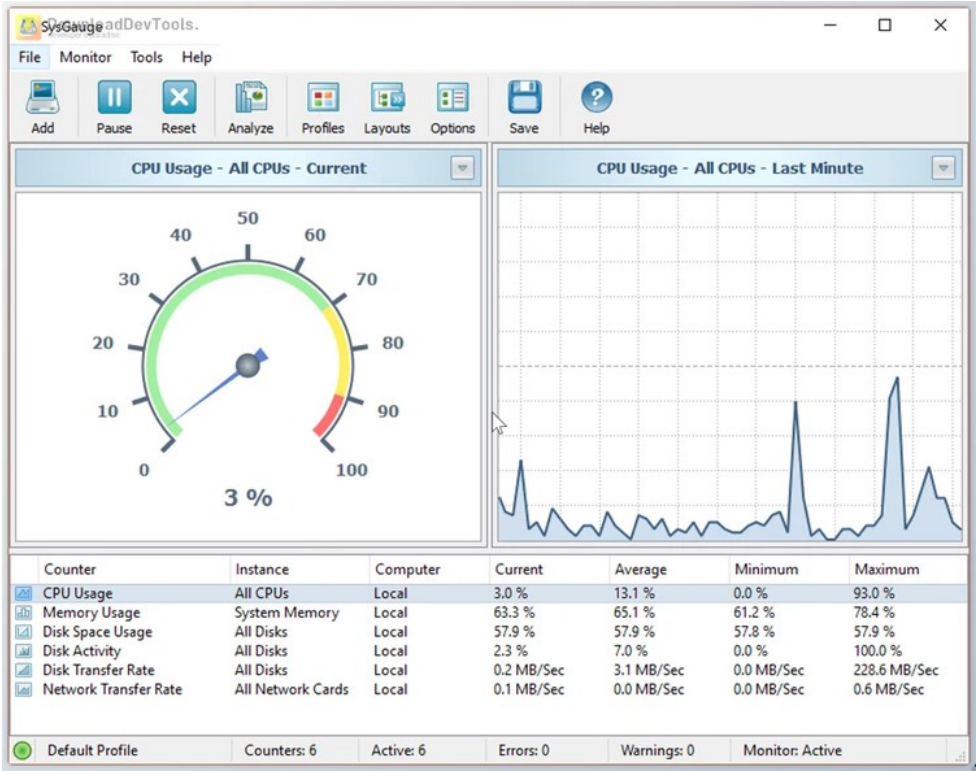 SysGauge
DownloadDevTools.
File Monitor Tools Help
Add Pause Reset Analyze Profiles Layouts Options Save Help
CPU Usage - All CPUs - Current
CPU Usage - All CPUs - Last Minute
50
40 60
30 70
20 80
10 90
0 100
3 %
Counter Instance Computer Current Average Minimum Maximum
CPU Usage All CPUs Local 3.0 % 13.1 % 0.0 % 93.0 %
Memory Usage System Memory Local 63.3 % 65.1 % 61.2 % 78.4 %
Disk Space Usage All Disks Local 57.9 % 57.9 % 57.8 % 57.9 %
Disk Activity All Disks Local 2.3 % 7.0 % 0.0 % 100.0 %
Disk Transfer Rate All Disks Local 0.2 MB/Sec 3.1 MB/Sec 0.0 MB/Sec 228.6 MB/Sec
Network Transfer Rate All Network Cards Local 0.1 MB/Sec 0.0 MB/Sec 0.0 MB/Sec 0.6 MB/Sec
Default Profile Counters: 6 Active: 6 Errors: 0 Warnings: 0 Monitor: Active